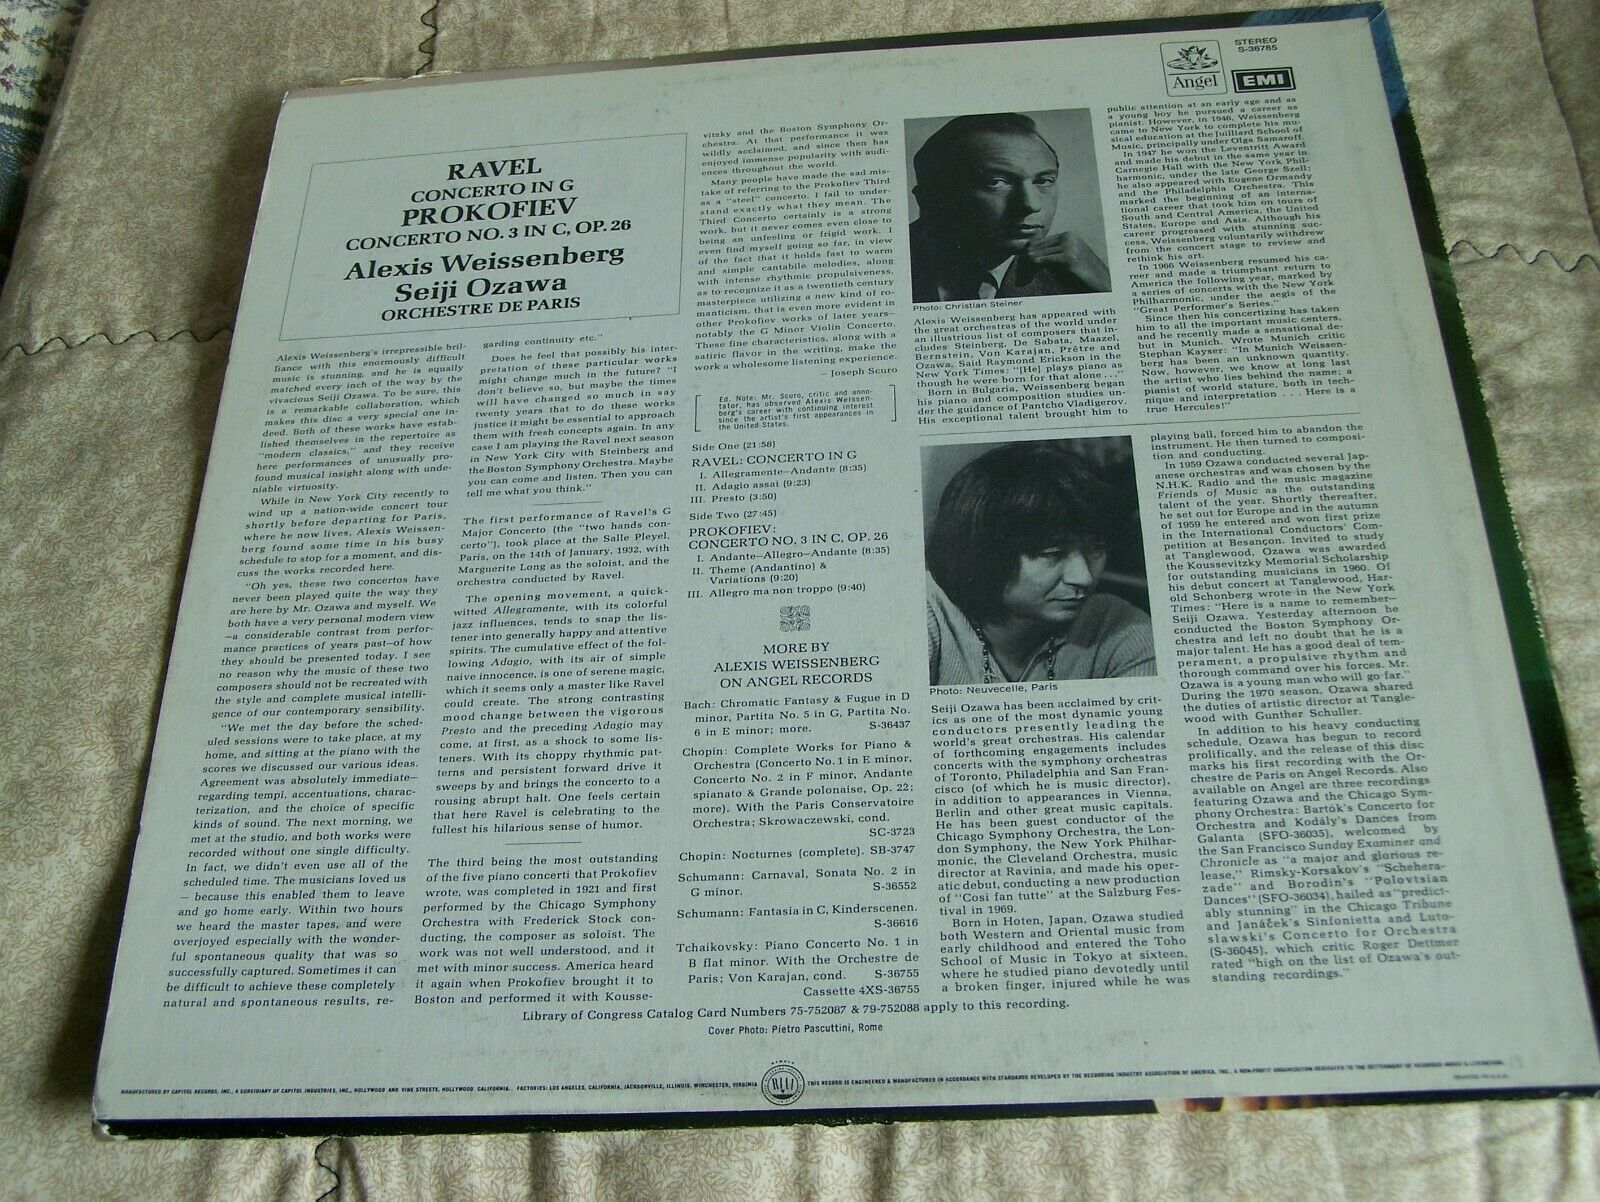 STEREO
S-36785
Angel
EMI
RAVEL
CONCERTO IN G
PROKOFIEV
CONCERTO NO. 3 IN C, OP. 26
Alexis Weissenberg
Seiji Ozawa
ORCHESTRE DE PARIS
Alexis Weissenberg's irrepressible bril-
liance with this enormously difficult
music is stunning, and he is equally
matched every inch of the way by the
vivacious Seiji Ozawa. To be sure, this
is a remarkable collaboration, which
makes this disc a very special one in-
deed. Both of these works have estab-
lished themselves in the repertoire as
"modern classics," and they receive
here performances of unusually pro-
found musical insight along with unde-
niable virtuosity.
While in New York City recently to
wind up a nation-wide concert tour
shortly before departing for Paris,
where he now lives, Alexis Weissen-
berg found some time in his busy
schedule to stop for a moment, and dis-
cuss the works recorded here.
"Oh yes, these two concertos have
never been played quite the way they
are here by Mr. Ozawa and myself. We
both have a very personal modern view
—a considerable contrast from perfor-
mance practices of years past—of how
they should be presented today. I see
no reason why the music of these two
composers should not be recreated with
the style and complete musical intelli-
gence of our contemporary sensibility.
"We met the day before the sched-
uled sessions were to take place, at my
home, and sitting at the piano with the
scores we discussed our various ideas.
Agreement was absolutely immediate—
regarding tempi, accentuations, charac-
terization, and the choice of specific
kinds of sound. The next morning, we
met at the studio, and both works were
recorded without one single difficulty.
In fact, we didn't even use all of the
scheduled time. The musicians loved us
— because this enabled them to leave
and go home early. Within two hours
we heard the master tapes, and were
overjoyed especially with the wonder-
ful spontaneous quality that was so
successfully captured. Sometimes it can
be difficult to achieve these completely
natural and spontaneous results, re-
garding continuity etc."
Does he feel that possibly his inter-
pretation of these particular works
might change much in the future? "I
don't believe so, but maybe the times
will have changed so much in say
twenty years that to do these works
justice it might be essential to approach
them with fresh concepts again. In any
case I am playing the Ravel next season
in New York City with Steinberg and
the Boston Symphony Orchestra. Maybe
you can come and listen. Then you can
tell me what you think."
The first performance of Ravel's G
Major Concerto (the "two hands con-
certo"), took place at the Salle Pleyel,
Paris, on the 14th of January, 1932, with
Marguerite Long as the soloist, and the
orchestra conducted by Ravel.
The opening movement, a quick-
witted Allegramente, with its colorful
jazz influences, tends to snap the lis-
tener into generally happy and attentive
spirits. The cumulative effect of the fol-
lowing Adagio, with its air of simple
naive innocence, is one of serene magic,
which it seems only a master like Ravel
could create. The strong contrasting
mood change between the vigorous
Presto and the preceding Adagio may
come, at first, as a shock to some lis-
teners. With its choppy rhythmic pat-
terns and persistent forward drive it
sweeps by and brings the concerto to a
rousing abrupt halt. One feels certain
that here Ravel is celebrating to the
fullest his hilarious sense of humor.
The third being the most outstanding
of the five piano concerti that Prokofiev
wrote, was completed in 1921 and first
performed by the Chicago Symphony
Orchestra with Frederick Stock con-
ducting, the composer as soloist. The
work was not well understood, and it
met with minor success. America heard
it again when Prokofiev brought it to
Boston and performed it with Kousse-
vitzky and the Boston Symphony Or-
chestra. At that performance it was
wildly acclaimed, and since then has
enjoyed immense popularity with audi-
ences throughout the world.
Many people have made the sad mis-
take of referring to the Prokofiev Third
as a "steel" concerto. I fail to under-
stand exactly what they mean. The
Third Concerto certainly is a strong
work, but it never comes even close to
being an unfeeling or frigid work. I
even find myself going so far, in view
of the fact that it holds fast to warm
and simple cantabile melodies, along
with intense rhythmic propulsiveness,
as to recognize it as a twentieth century
masterpiece utilizing a new kind of ro-
manticism, that is even more evident in
other Prokofiev works of later years—
notably the G Minor Violin Concerto.
These fine characteristics, along with a
satiric flavor in the writing, make the
work a wholesome listening experience.
— Joseph Scuro
Ed. Note: Mr. Scuro, critic and anno-
tator, has observed Alexis Weissen-
berg's career with continuing interest
since the artist's first appearances in
the United States.
Side One (21:58)
RAVEL: CONCERTO IN G
I. Allegramente—Andante (8:35)
II. Adagio assai (9:23)
III. Presto (3:50)
Side Two (27:45)
PROKOFIEV:
CONCERTO NO. 3 IN C, OP. 26
I. Andante—Allegro—Andante (8:35)
II. Theme (Andantino) &
Variations (9:20)
III. Allegro ma non troppo (9:40)
MORE BY
ALEXIS WEISSENBERG
ON ANGEL RECORDS
Bach: Chromatic Fantasy & Fugue in D
minor, Partita No. 5 in G, Partita No.
6 in E minor; more. S-36437
Chopin: Complete Works for Piano &
Orchestra (Concerto No. 1 in E minor,
Concerto No. 2 in F minor, Andante
spianato & Grande polonaise, Op. 22;
more). With the Paris Conservatoire
Orchestra; Skrowaczewski, cond.
SC-3723
Chopin: Nocturnes (complete). SB-3747
Schumann: Carnaval, Sonata No. 2 in
G minor. S-36552
Schumann: Fantasia in C, Kinderscenen.
S-36616
Tchaikovsky: Piano Concerto No. 1 in
B flat minor. With the Orchestre de
Paris; Von Karajan, cond. S-36755
Cassette 4XS-36755
Photo: Christian Steiner
Alexis Weissenberg has appeared with
the great orchestras of the world under
an illustrious list of composers that in-
cludes Steinberg, De Sabata, Maazel,
Bernstein, Von Karajan, Prêtre and
Ozawa. Said Raymond Erickson in the
New York Times: "[He] plays piano as
though he were born for that alone . . ."
Born in Bulgaria, Weissenberg began
his piano and composition studies un-
der the guidance of Pantcho Vladigerov.
His exceptional talent brought him to
public attention at an early age and as
a young boy he pursued a career as
pianist. However, in 1946, Weissenberg
came to New York to complete his mu-
sical education at the Juilliard School of
Music, principally under Olga Samaroff.
In 1947 he won the Leventritt Award
and made his debut in the same year in
Carnegie Hall with the New York Phil-
harmonic, under the late George Szell;
he also appeared with Eugene Ormandy
and the Philadelphia Orchestra. This
marked the beginning of an interna-
tional career that took him on tours of
South and Central America, the United
States, Europe and Asia. Although his
career progressed with stunning suc-
cess, Weissenberg voluntarily withdrew
from the concert stage to review and
rethink his art.
In 1966 Weissenberg resumed his ca-
reer and made a triumphant return to
America the following year, marked by
a series of concerts with the New York
Philharmonic, under the aegis of the
"Great Performer's Series."
Since then his concertizing has taken
him to all the important music centers,
and he recently made a sensational de-
but in Munich. Wrote Munich critic
Stephan Kayser: "In Munich Weissen-
berg has been an unknown quantity.
Now, however, we know at long last
the artist who lies behind the name; a
pianist of world stature, both in tech-
nique and interpretation . . . Here is a
true Hercules!"
Photo: Neuvecelle, Paris
Seiji Ozawa has been acclaimed by crit-
ics as one of the most dynamic young
conductors presently leading the
world's great orchestras. His calendar
of forthcoming engagements includes
concerts with the symphony orchestras
of Toronto, Philadelphia and San Fran-
cisco (of which he is music director),
in addition to appearances in Vienna,
Berlin and other great music capitals.
He has been guest conductor of the
Chicago Symphony Orchestra, the Lon-
don Symphony, the New York Philhar-
monic, the Cleveland Orchestra, music
director at Ravinia, and made his oper-
atic debut, conducting a new production
of "Cosi fan tutte" at the Salzburg Fes-
tival in 1969.
Born in Hoten, Japan, Ozawa studied
both Western and Oriental music from
early childhood and entered the Toho
School of Music in Tokyo at sixteen,
where he studied piano devotedly until
a broken finger, injured while he was
playing ball, forced him to abandon the
instrument. He then turned to composi-
tion and conducting.
In 1959 Ozawa conducted several Jap-
anese orchestras and was chosen by the
N.H.K. Radio and the music magazine
Friends of Music as the outstanding
talent of the year. Shortly thereafter,
he set out for Europe and in the autumn
of 1959 he entered and won first prize
in the International Conductors' Com-
petition at Besançon. Invited to study
at Tanglewood, Ozawa was awarded
the Koussevitzky Memorial Scholarship
for outstanding musicians in 1960. Of
his debut concert at Tanglewood, Har-
old Schonberg wrote in the New York
Times: "Here is a name to remember—
Seiji Ozawa. Yesterday afternoon he
conducted the Boston Symphony Or-
chestra and left no doubt that he is a
major talent. He has a good deal of tem-
perament, a propulsive rhythm and
thorough command over his forces. Mr.
Ozawa is a young man who will go far."
During the 1970 season, Ozawa shared
the duties of artistic director at Tangle-
wood with Gunther Schuller.
In addition to his heavy conducting
schedule, Ozawa has begun to record
prolifically, and the release of this disc
marks his first recording with the Or-
chestre de Paris on Angel Records. Also
available on Angel are three recordings
featuring Ozawa and the Chicago Sym-
phony Orchestra: Bartók's Concerto for
Orchestra and Kodály's Dances from
Galanta (SFO-36035), welcomed by
the San Francisco Sunday Examiner and
Chronicle as "a major and glorious re-
lease," Rimsky-Korsakov's "Schehera-
zade" and Borodin's "Polovtsian
Dances" (SFO-36034), hailed as "predict-
ably stunning" in the Chicago Tribune
and Janáček's Sinfonietta and Luto-
slawski's Concerto for Orchestra
(S-36045), which critic Roger Dettmer
rated "high on the list of Ozawa's out-
standing recordings."
Library of Congress Catalog Card Numbers 75-752087 & 79-752088 apply to this recording.
Cover Photo: Pietro Pascuttini, Rome
MANUFACTURED BY CAPITOL RECORDS, INC., A SUBSIDIARY OF CAPITOL INDUSTRIES, INC., HOLLYWOOD AND VINE STREETS, HOLLYWOOD, CALIFORNIA. FACTORIES: LOS ANGELES, CALIFORNIA, JACKSONVILLE, ILLINOIS, WINCHESTER, VIRGINIA
THIS RECORD IS ENGINEERED & MANUFACTURED IN ACCORDANCE WITH STANDARDS DEVELOPED BY THE RECORDING INDUSTRY ASSOCIATION OF AMERICA, INC., A NON-PROFIT ORGANIZATION DEDICATED TO THE BETTERMENT OF RECORDED MUSIC & LITERATURE.